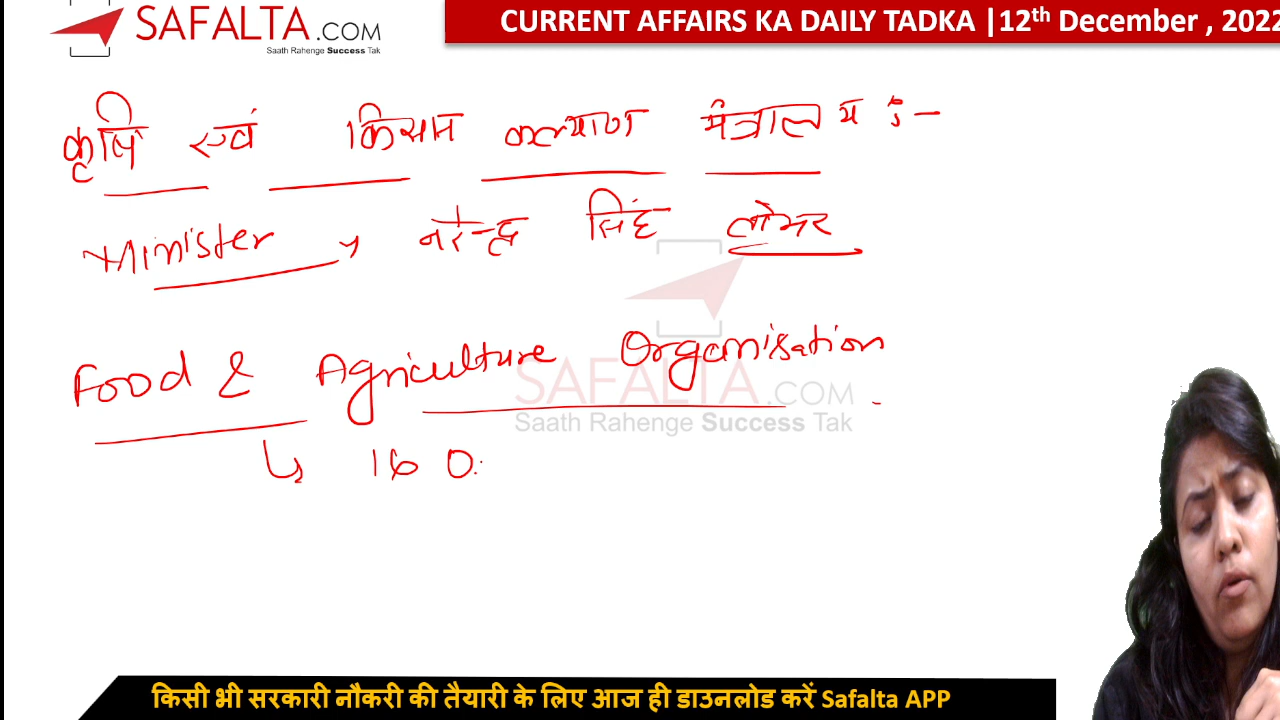 SAFALTA.COM
Saath Rahenge Success Tak
CURRENT AFFAIRS KA DAILY TADKA | 12th December , 2022
कृषि एवं किसान कल्याण मंत्रालय :-
Minister → नरेन्द्र सिंह तोमर
Food & Agriculture Organisation
SAFALTA.COM
Saath Rahenge Success Tak
↳ 16 O.
किसी भी सरकारी नौकरी की तैयारी के लिए आज ही डाउनलोड करें Safalta APP